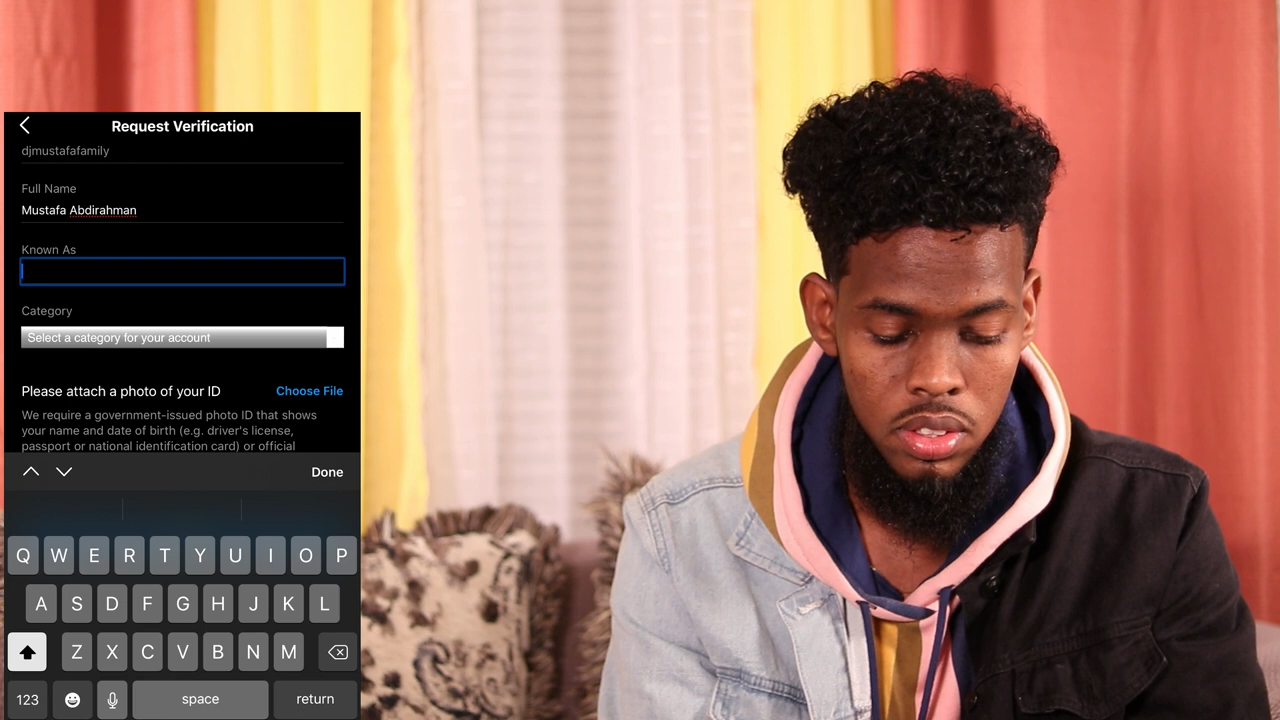 Request Verification
djmustafafamily
Full Name
Mustafa Abdirahman
Known As
Category
Select a category for your account
Please attach a photo of your ID Choose File
We require a government-issued photo ID that shows
your name and date of birth (e.g. driver's license,
passport or national identification card) or official
Done
Q W E R T Y U I O P
A S D F G H J K L
Z X C V B N M
123 space return